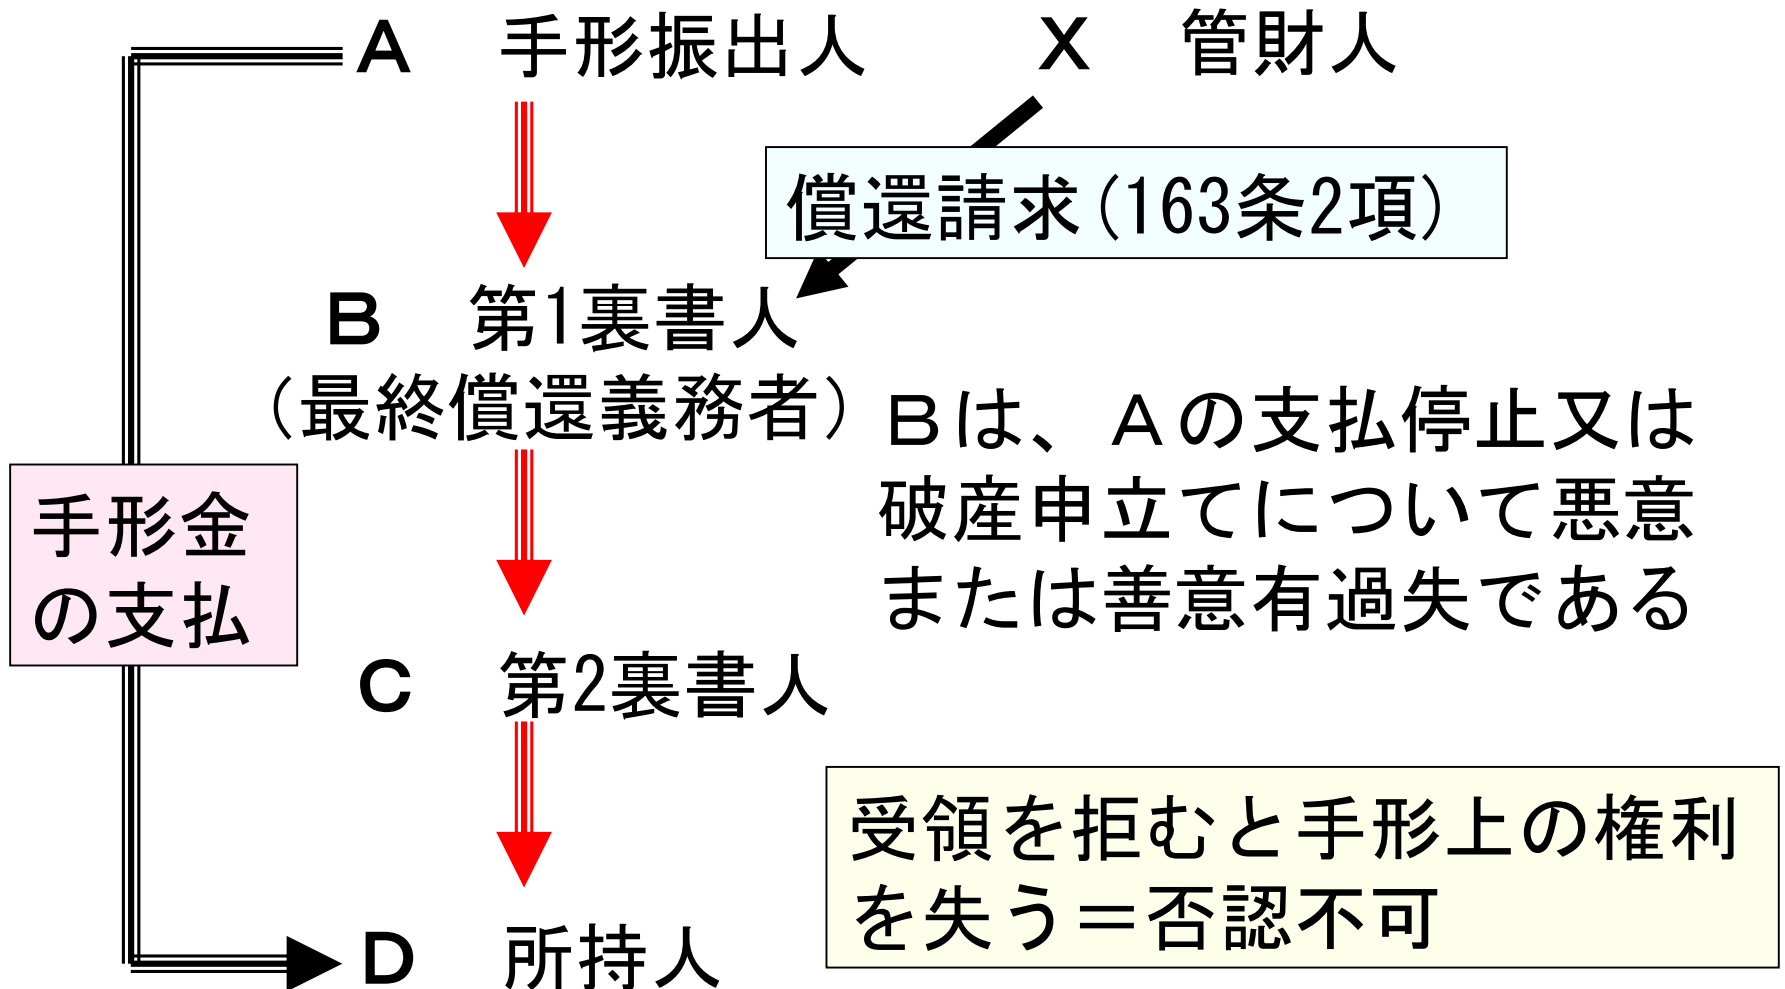 A 手形振出人 X 管財人
償還請求(163条2項)
B 第1裏書人
(最終償還義務者)
Bは、Aの支払停止又は
破産申立てについて悪意
または善意有過失である
手形金
の支払
C 第2裏書人
受領を拒むと手形上の権利
を失う＝否認不可
D 所持人